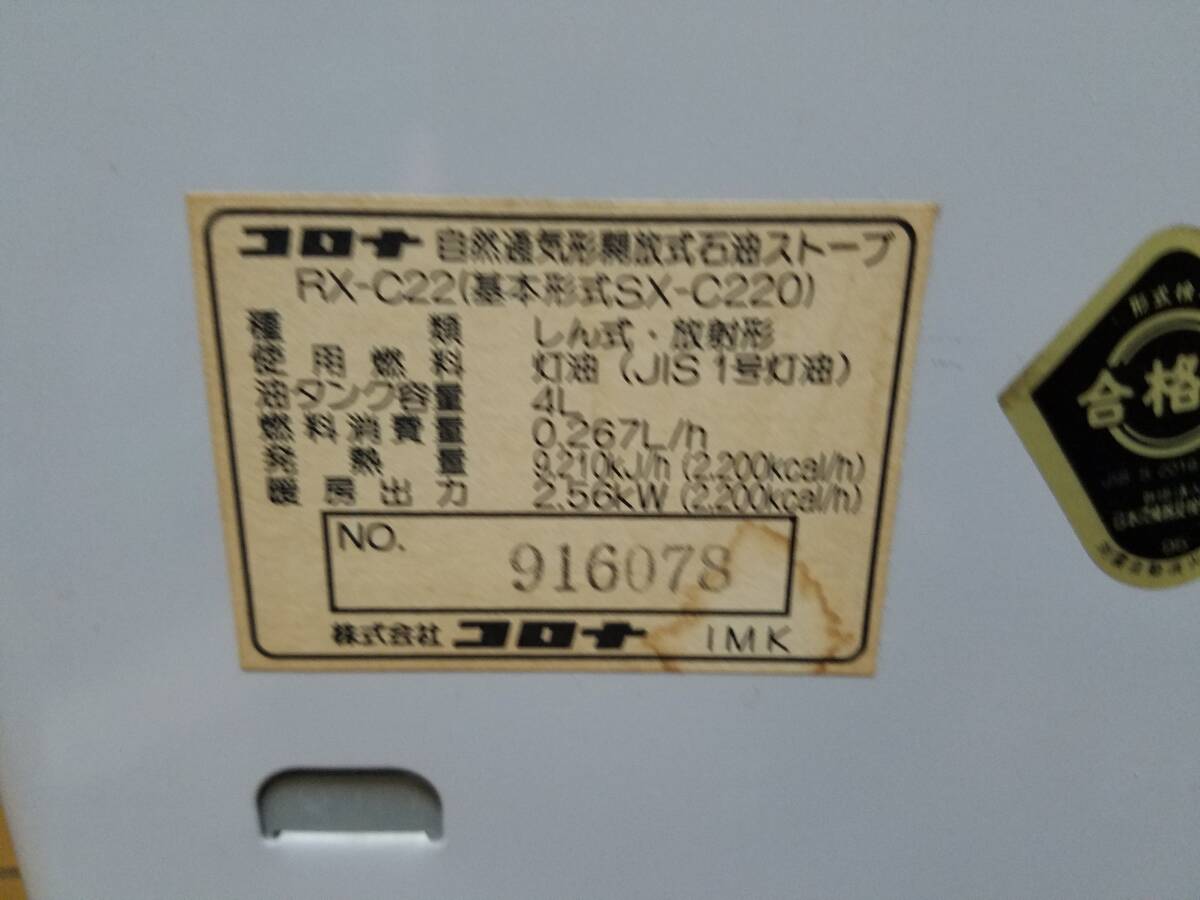 コロナ 自然通気形開放式石油ストーブ
RX-C22(基本形式SX-C220)
種類 しん式・放射形
使用燃料 灯油 (JIS 1号灯油)
油タンク容量 4L
燃料消費量 0.267L/h
発熱量 9,210kJ/h (2,200kcal/h)
暖房出力 2.56kW (2,200kcal/h)
NO. 916078
株式会社 コロナ IMK
形式検
合格